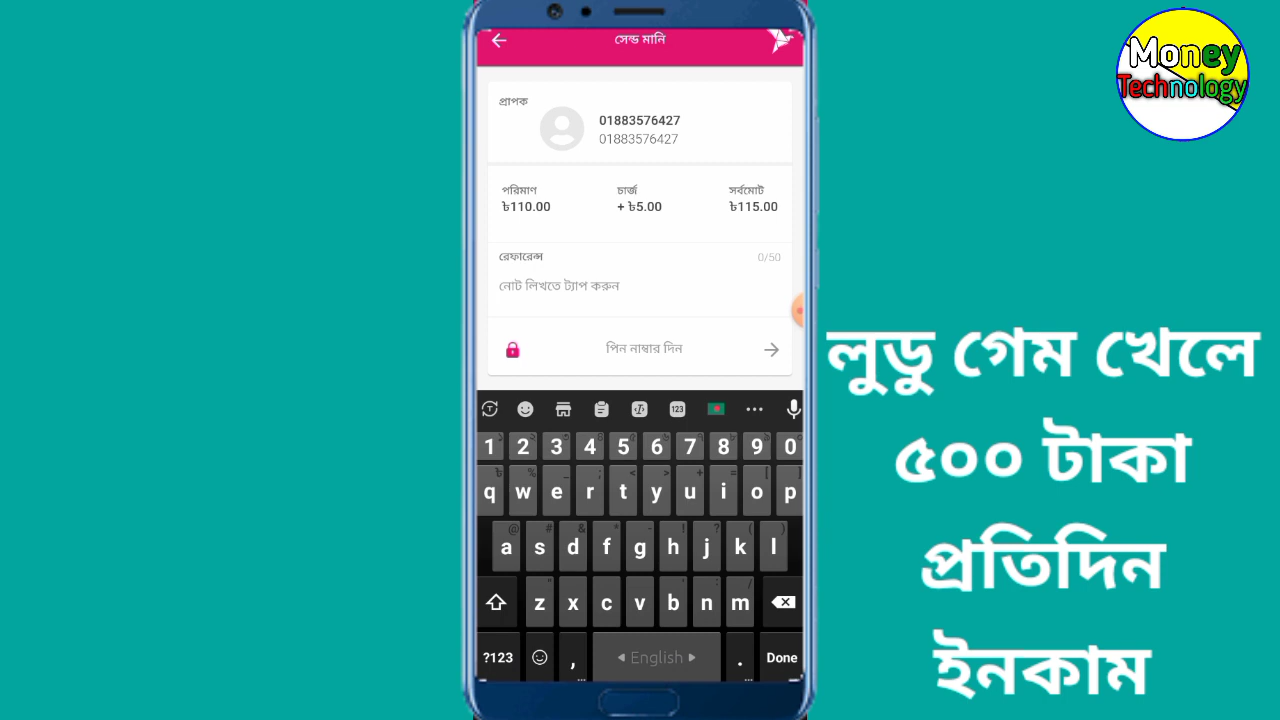 সেন্ড মানি
Money
Technology
প্রাপক
01883576427
01883576427
পরিমাণ চার্জ সর্বমোট
৳110.00 + ৳5.00 ৳115.00
রেফারেন্স 0/50
নোট লিখতে ট্যাপ করুন
পিন নাম্বার দিন
লুডু গেম খেলে
৫০০ টাকা
প্রতিদিন
ইনকাম
123
1 2 3 4 5 6 7 8 9 0
q w e r t y u i o p
a s d f g h j k l
z x c v b n m
?123 , English . Done